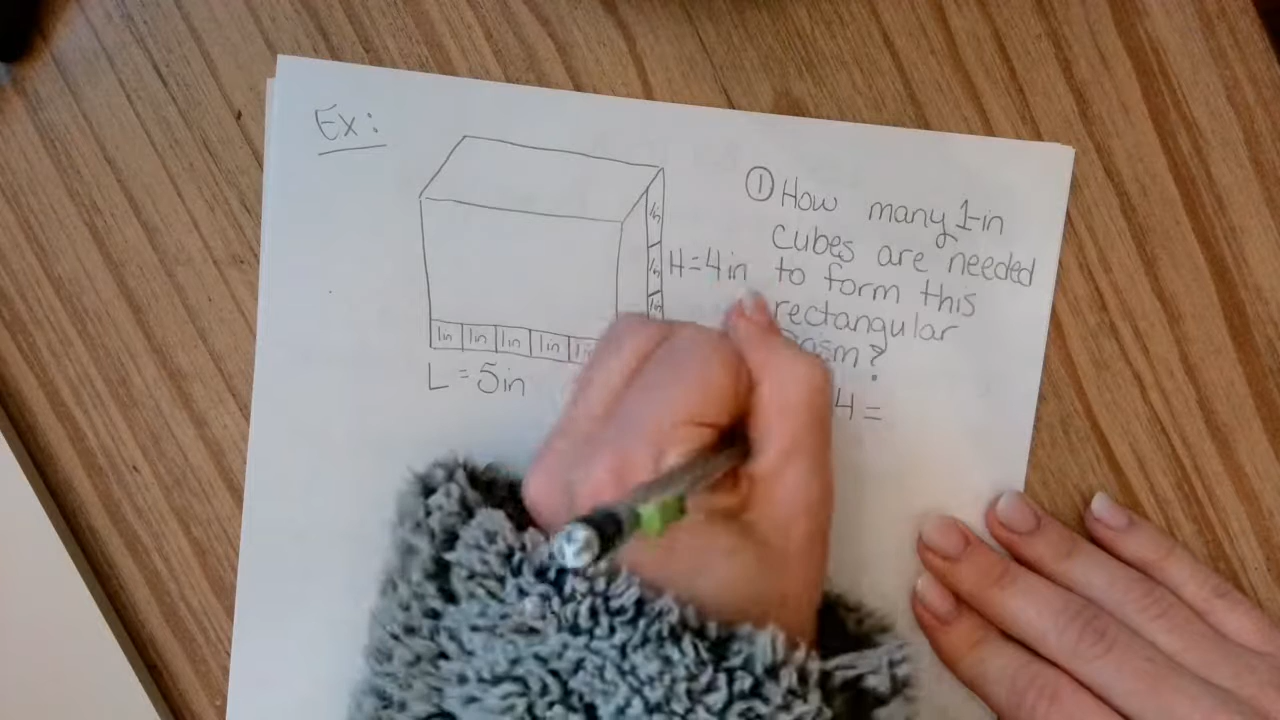 Ex:
① How many 1-in
cubes are needed
to form this
rectangular
?
4 =
H=4in
1in
1in
1in
1in 1in 1in 1in
L = 5in